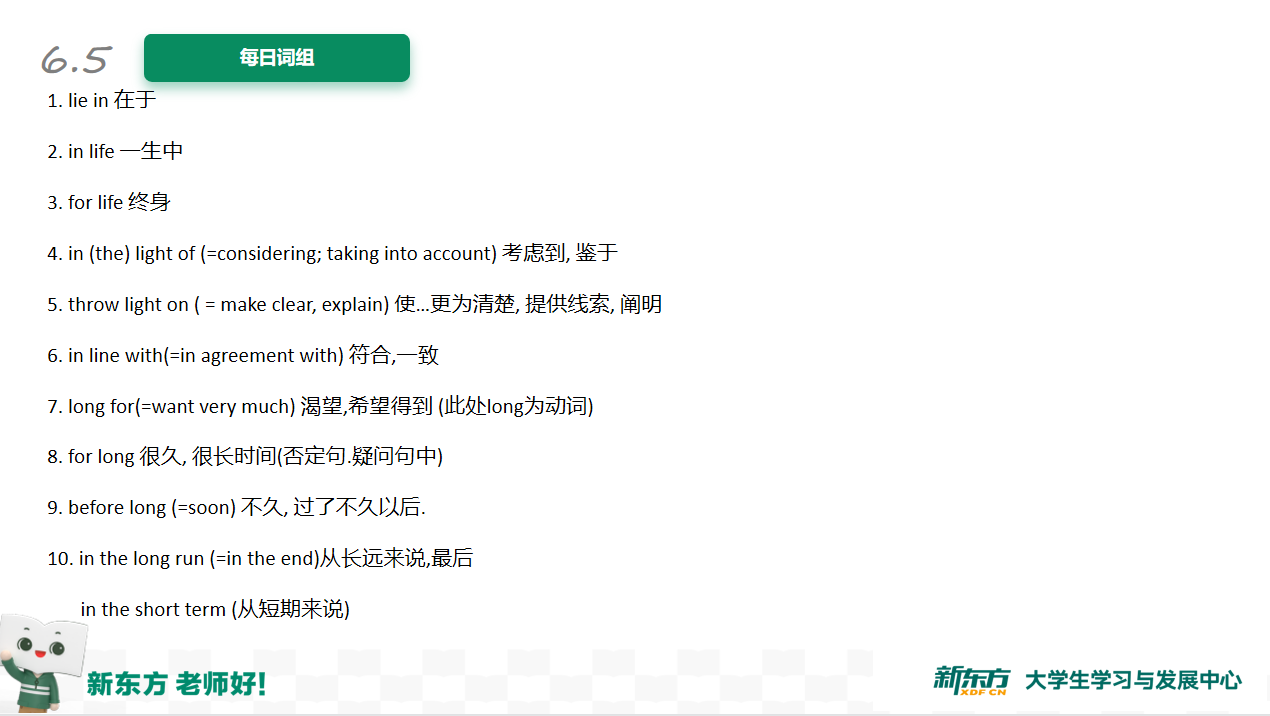 6.5 每日词组
1. lie in 在于
2. in life 一生中
3. for life 终身
4. in (the) light of (=considering; taking into account) 考虑到, 鉴于
5. throw light on ( = make clear, explain) 使…更为清楚, 提供线索, 阐明
6. in line with(=in agreement with) 符合,一致
7. long for(=want very much) 渴望,希望得到 (此处long为动词)
8. for long 很久, 很长时间(否定句.疑问句中)
9. before long (=soon) 不久, 过了不久以后.
10. in the long run (=in the end)从长远来说,最后
in the short term (从短期来说)
新东方 老师好!
新东方 XDF.CN 大学生学习与发展中心